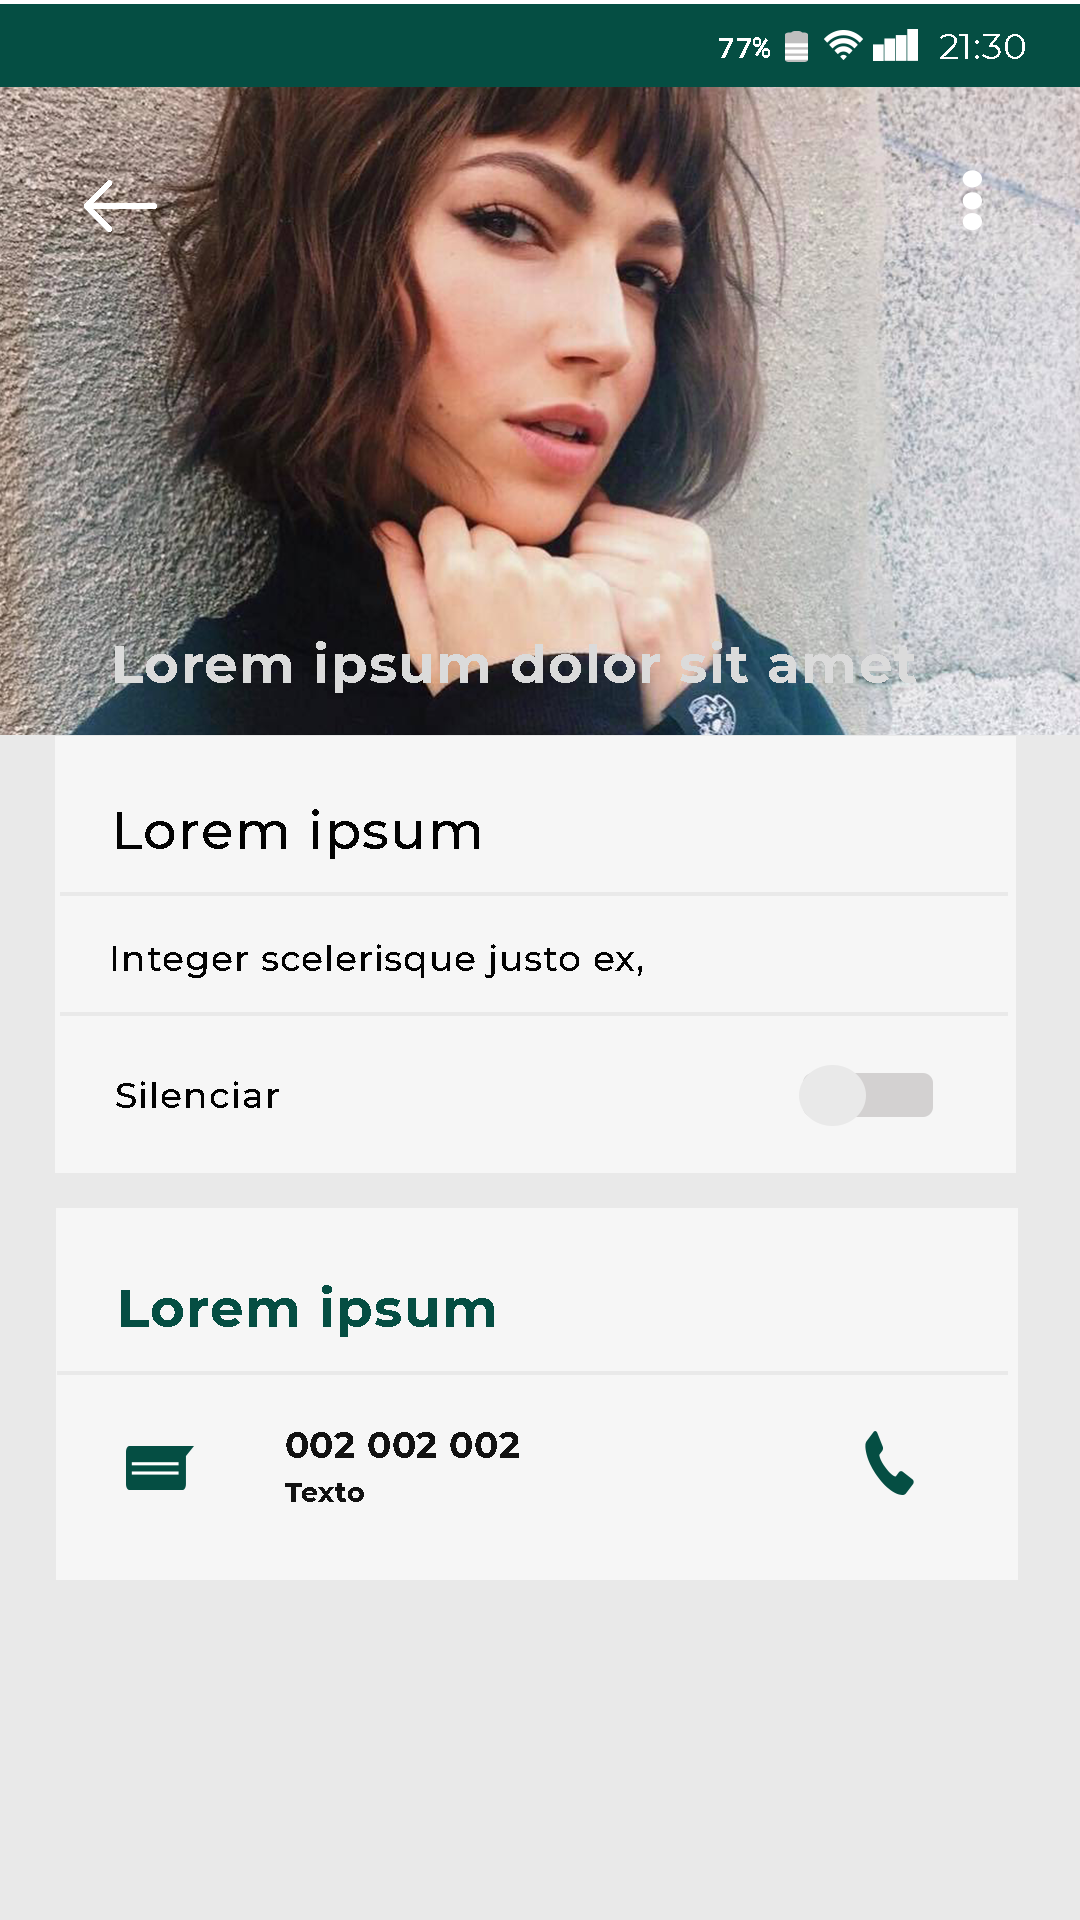 77% 21:30
Lorem ipsum dolor sit amet
Lorem ipsum
Integer scelerisque justo ex,
Silenciar
Lorem ipsum
002 002 002
Texto